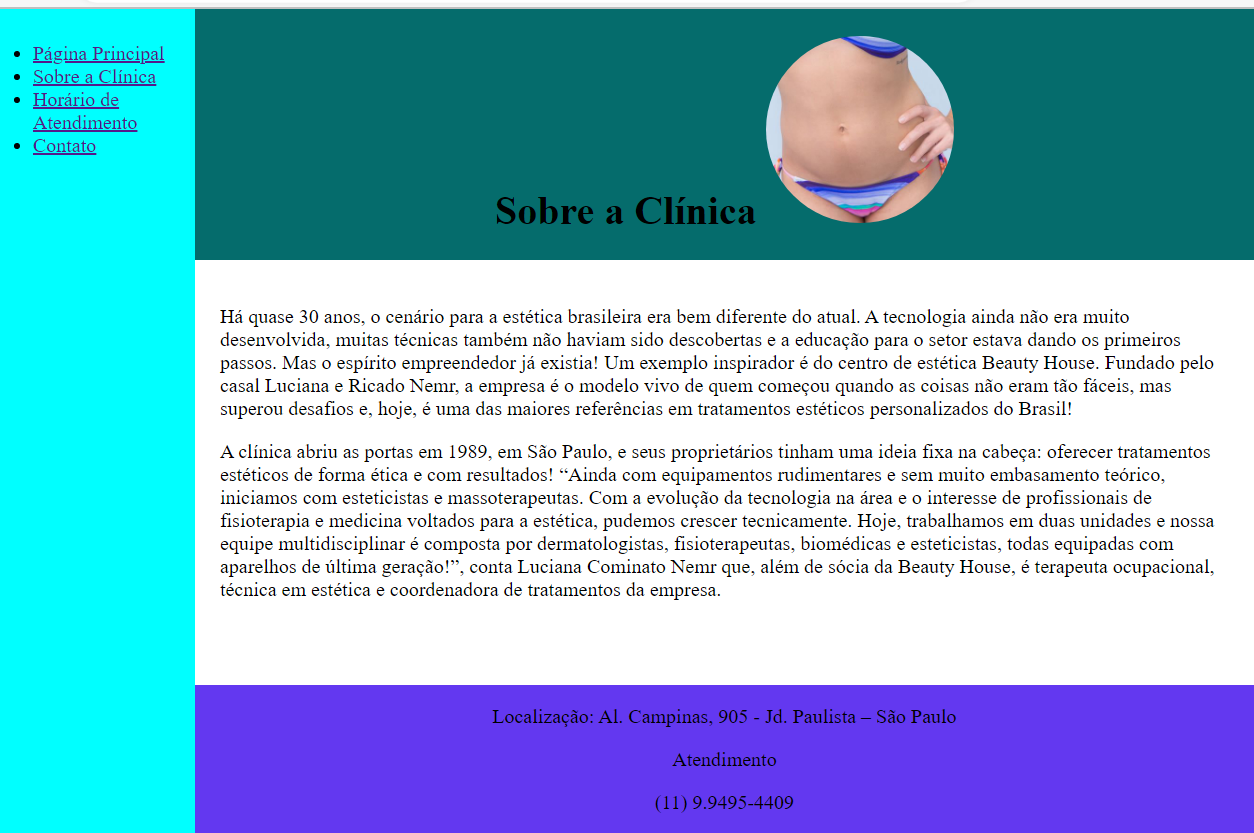 Página Principal
Sobre a Clínica
Horário de
Atendimento
Contato
Sobre a Clínica
Há quase 30 anos, o cenário para a estética brasileira era bem diferente do atual. A tecnologia ainda não era muito
desenvolvida, muitas técnicas também não haviam sido descobertas e a educação para o setor estava dando os primeiros
passos. Mas o espírito empreendedor já existia! Um exemplo inspirador é do centro de estética Beauty House. Fundado pelo
casal Luciana e Ricado Nemr, a empresa é o modelo vivo de quem começou quando as coisas não eram tão fáceis, mas
superou desafios e, hoje, é uma das maiores referências em tratamentos estéticos personalizados do Brasil!
A clínica abriu as portas em 1989, em São Paulo, e seus proprietários tinham uma ideia fixa na cabeça: oferecer tratamentos
estéticos de forma ética e com resultados! “Ainda com equipamentos rudimentares e sem muito embasamento teórico,
iniciamos com esteticistas e massoterapeutas. Com a evolução da tecnologia na área e o interesse de profissionais de
fisioterapia e medicina voltados para a estética, pudemos crescer tecnicamente. Hoje, trabalhamos em duas unidades e nossa
equipe multidisciplinar é composta por dermatologistas, fisioterapeutas, biomédicas e esteticistas, todas equipadas com
aparelhos de última geração!”, conta Luciana Cominato Nemr que, além de sócia da Beauty House, é terapeuta ocupacional,
técnica em estética e coordenadora de tratamentos da empresa.
Localização: Al. Campinas, 905 - Jd. Paulista – São Paulo
Atendimento
(11) 9.9495-4409